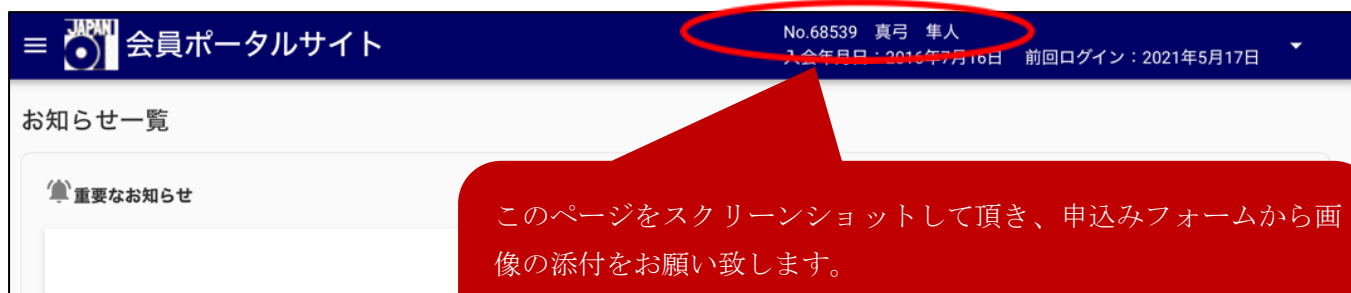 JAPAN
会員ポータルサイト
No.68539 真弓 隼人
入会年月日：2016年7月16日 前回ログイン：2021年5月17日
お知らせ一覧
重要なお知らせ
このページをスクリーンショットして頂き、申込みフォームから画
像の添付をお願い致します。